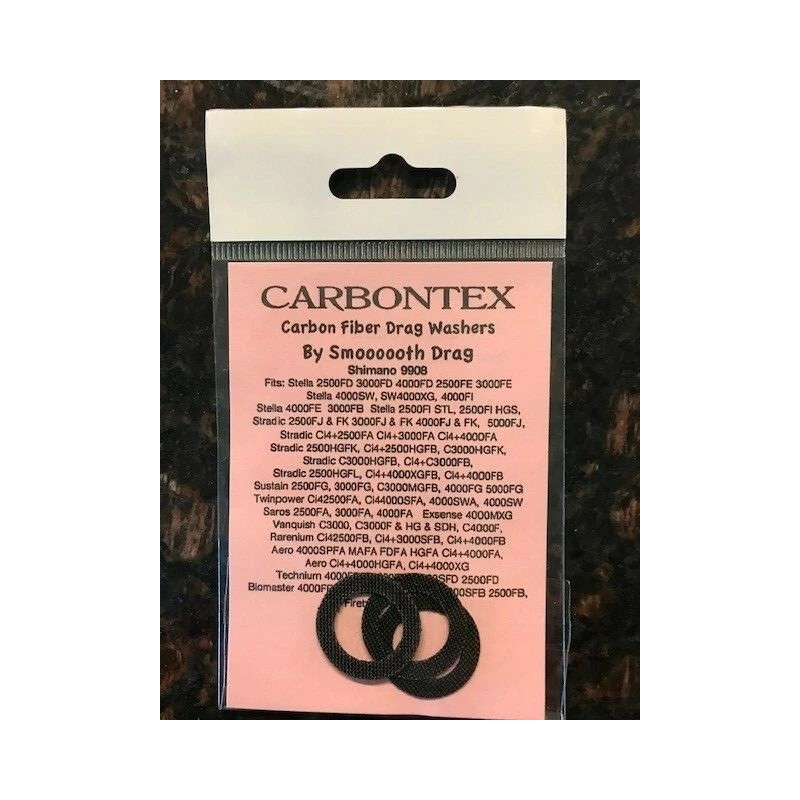 CARBONTEX
Carbon Fiber Drag Washers
By Smoooooth Drag
Shimano 9908
Fits: Stella 2500FD 3000FD 4000FD 2500FE 3000FE
Stella 4000SW, SW4000XG, 4000FI
Stella 4000FE 3000FB Stella 2500FI STL, 2500FI HGS,
Stradic 2500FJ & FK 3000FJ & FK 4000FJ & FK, 5000FJ,
Stradic Ci4+2500FA Ci4+3000FA Ci4+4000FA
Stradic 2500HGFK, Ci4+2500HGFB, C3000HGFK,
Stradic C3000HGFB, Ci4+C3000FB,
Stradic 2500HGFL, Ci4+4000XGFB, Ci4+4000FB
Sustain 2500FG, 3000FG, C3000MGFB, 4000FG 5000FG
Twinpower Ci42500FA, Ci44000SFA, 4000SWA, 4000SW
Saros 2500FA, 3000FA, 4000FA Exsense 4000MXG
Vanquish C3000, C3000F & HG & SDH, C4000F,
Rarenium Ci42500FB, Ci4+3000SFB, Ci4+4000FB
Aero 4000SPFA MAFA FDFA HGFA Ci4+4000FA,
Aero Ci4+4000HGFA, Ci4+4000XG
Technium 2500FD
Biomaster 2500FB,